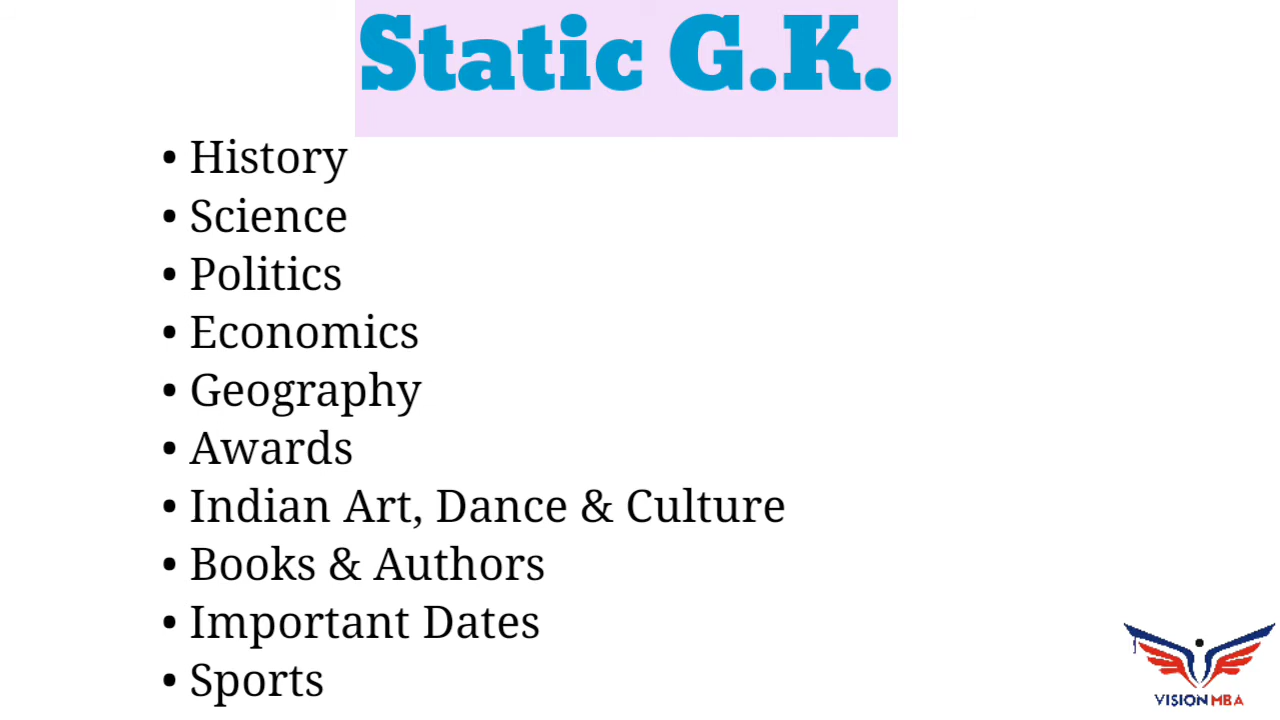 Static G.K.
• History
• Science
• Politics
• Economics
• Geography
• Awards
• Indian Art, Dance & Culture
• Books & Authors
• Important Dates
• Sports
VISION MBA